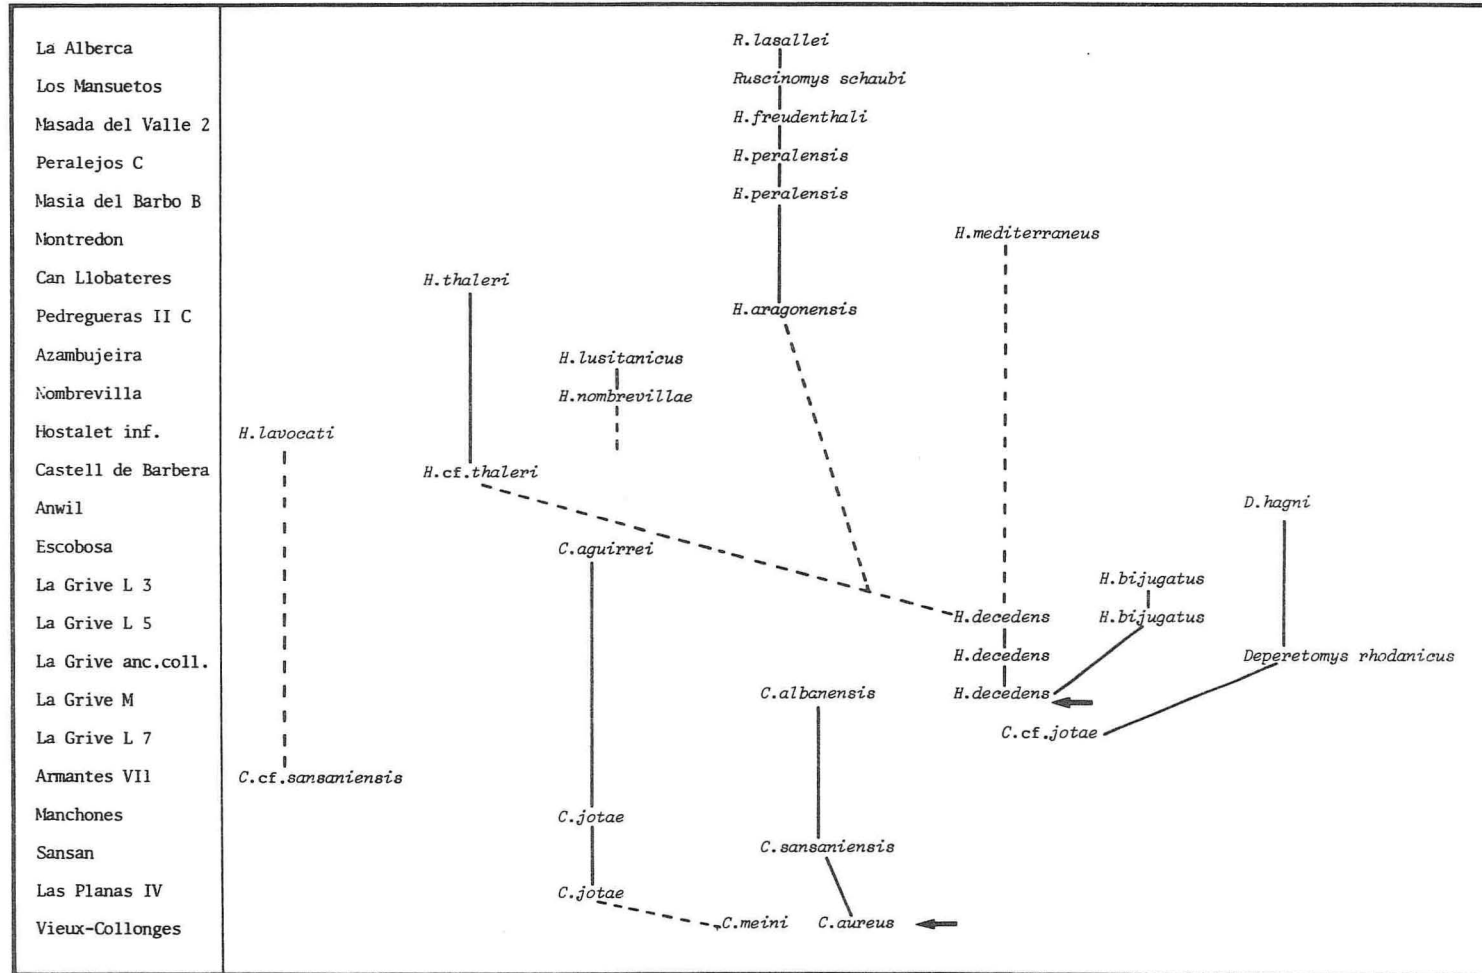 La Alberca R.lasallei
Los Mansuetos Ruscinomys schaubi
Masada del Valle 2 H.freudenthali
Peralejos C H.peralensis
Masia del Barbo B H.peralensis
Montredon H.mediterraneus
Can Llobateres H.thaleri
Pedregueras II C H.aragonensis
Azambujeira H.lusitanicus
Nombrevilla H.nombrevillae
Hostalet inf. H.lavocati
Castell de Barbera H.cf.thaleri
Anwil D.hagni
Escobosa C.aguirrei
La Grive L 3 H.bijugatus
La Grive L 5 H.decedens H.bijugatus
La Grive anc.coll. H.decedens Deperetomys rhodanicus
La Grive M C.albanensis H.decedens
La Grive L 7 C.cf.jotae
Armantes VII C.cf.sansaniensis
Manchones C.jotae
Sansan C.sansaniensis
Las Planas IV C.jotae
Vieux-Collonges C.meini C.aureus